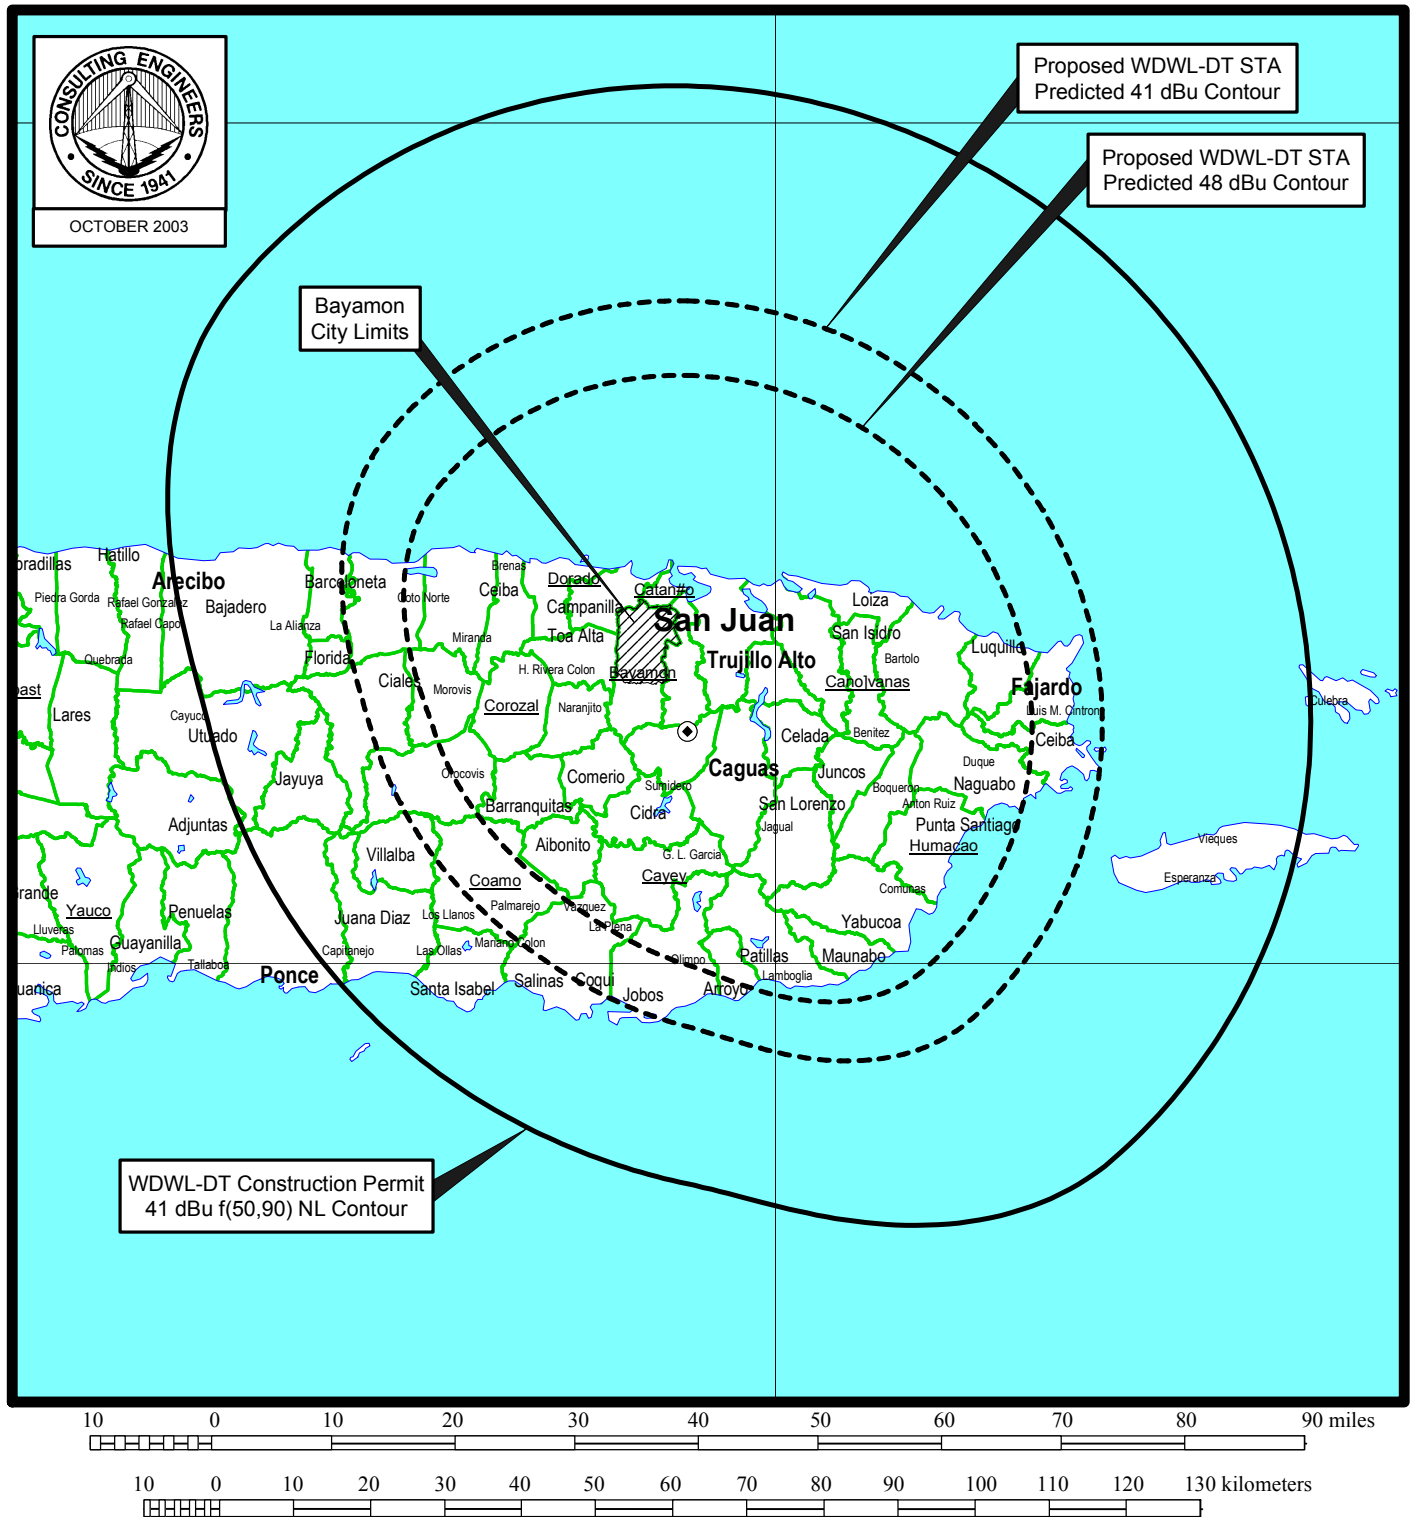 CONSULTING ENGINEERS
SINCE 1941
OCTOBER 2003
Proposed WDWL-DT STA
Predicted 41 dBu Contour
Proposed WDWL-DT STA
Predicted 48 dBu Contour
Bayamon
City Limits
oradillas
Hatillo
Arecibo
Barceloneta
Brenas
Dorado
Catan#o
Piedra Gorda
Rafael Gonzalez
Bajadero
Coto Norte
Ceiba
Campanilla
Loiza
Rafael Capo
La Alianza
San Juan
Miranda
Toa Alta
San Isidro
Quebrada
Florida
Trujillo Alto
Bartolo
Luquillo
H. Rivera Colon
Bayamon
past
Ciales
Morovis
Cano]vanas
Fajardo
Culebra
Lares
Cayuco
Corozal
Naranjito
Luis M. Cintron
Utuado
Celada
Benitez
Ceiba
Jayuya
Orocovis
Comerio
Caguas
Juncos
Duque
Sumidero
Boqueron
Naguabo
Barranquitas
Cidra
San Lorenzo
Anton Ruiz
Adjuntas
Jagual
Punta Santiago
Villalba
Aibonito
G. L. Garcia
Humacao
Vieques
Coamo
Cayey
Esperanza
Grande
Comunas
Yauco
Penuelas
Juana Diaz
Los Llanos
Palmarejo
Vazquez
Yabucoa
Lluveras
La Plena
Palomas
Guayanilla
Capitanejo
Las Ollas
Mariano Colon
Patillas
Maunabo
Indios
Tallaboa
Olimpo
Ponce
Salinas
Coqui
Lamboglia
uanica
Santa Isabel
Jobos
Arroyo
WDWL-DT Construction Permit
41 dBu f(50,90) NL Contour
10 0 10 20 30 40 50 60 70 80 90 miles
10 0 10 20 30 40 50 60 70 80 90 100 110 120 130 kilometers